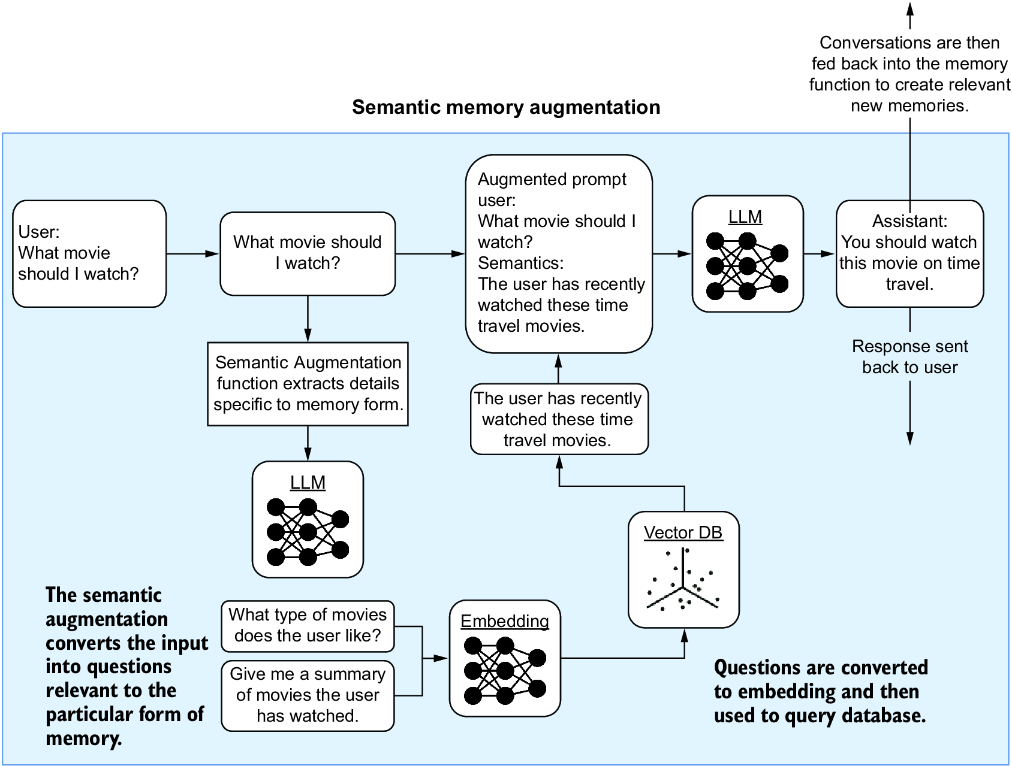 Conversations are then
fed back into the memory
function to create relevant
new memories.
Semantic memory augmentation
User:
What movie
should I watch?
What movie should
I watch?
Augmented prompt
user:
What movie should I
watch?
Semantics:
The user has recently
watched these time
travel movies.
LLM
Assistant:
You should watch
this movie on time
travel.
Response sent
back to user
Semantic Augmentation
function extracts details
specific to memory form.
The user has recently
watched these time
travel movies.
LLM
Vector DB
The semantic
augmentation
converts the input
into questions
relevant to the
particular form of
memory.
What type of movies
does the user like?
Give me a summary
of movies the user
has watched.
Embedding
Questions are converted
to embedding and then
used to query database.